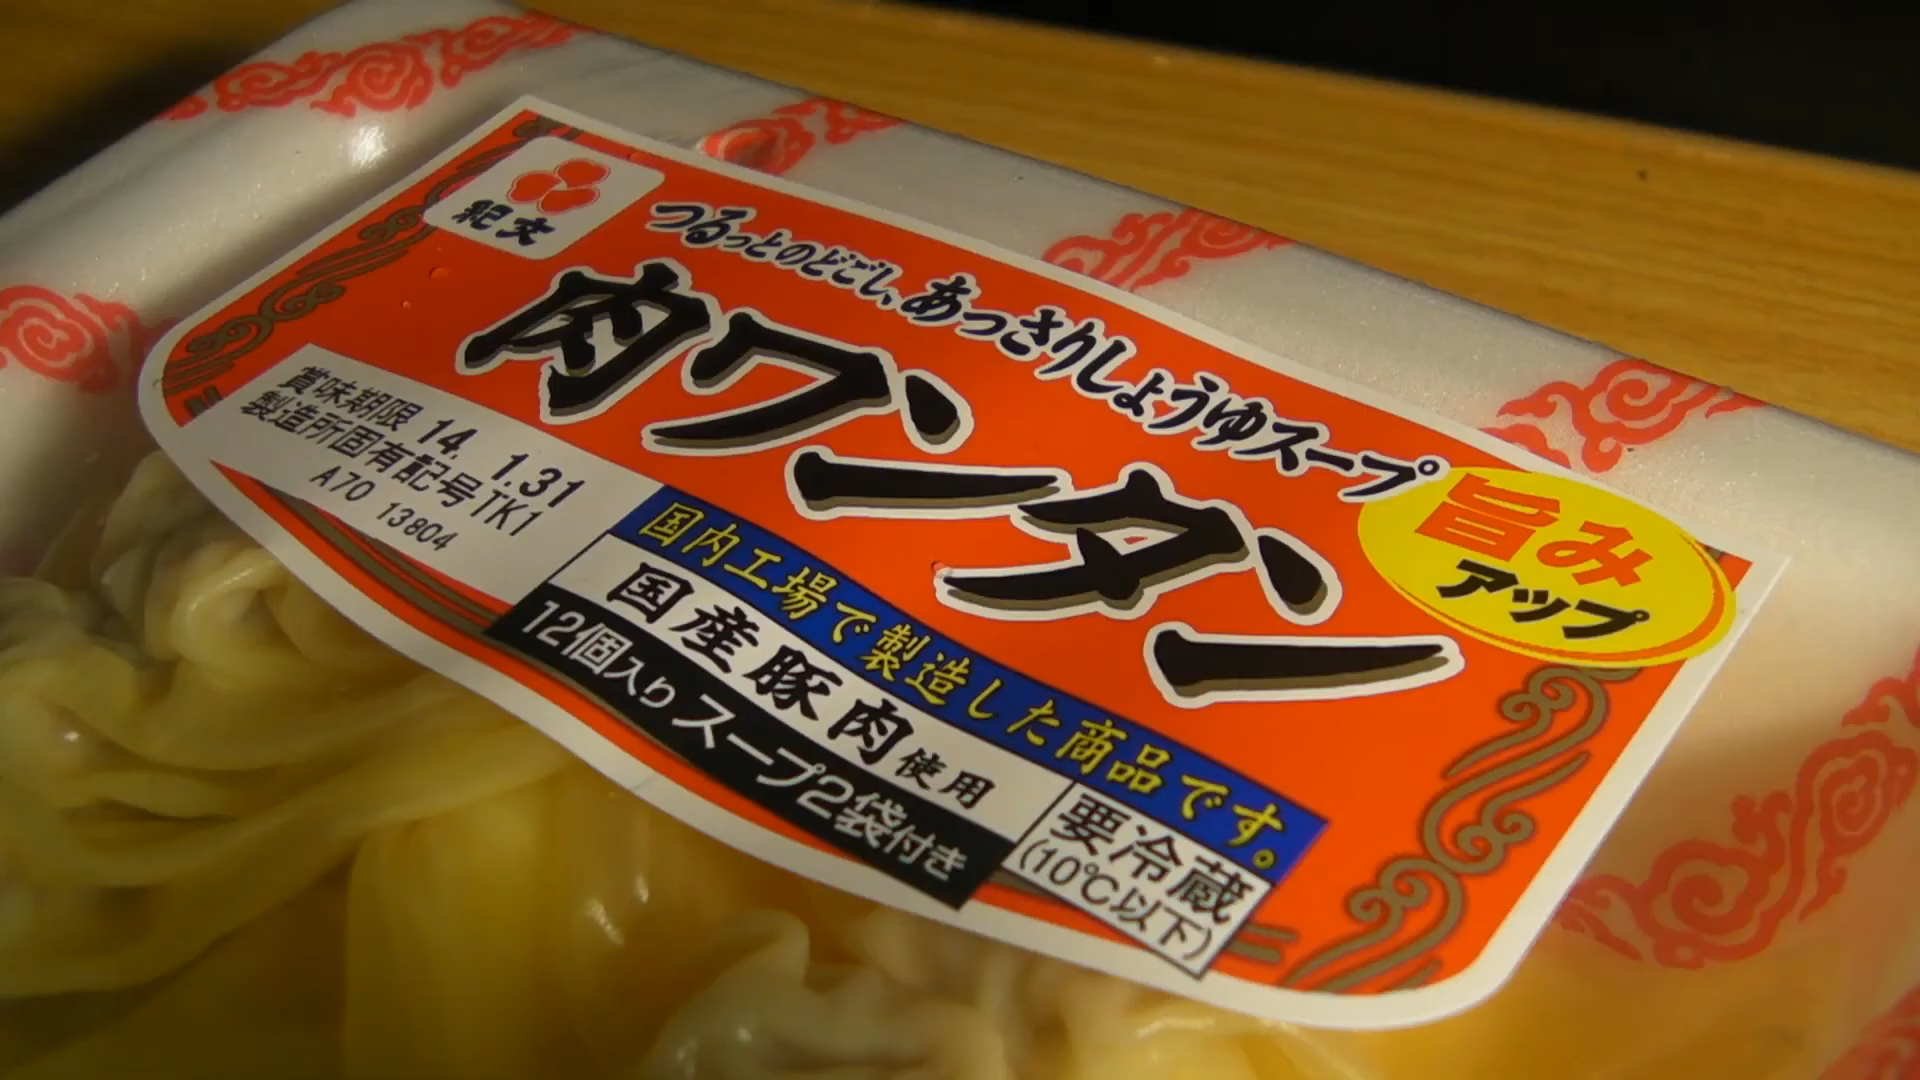 紀文
つるっとのどごし、あっさりしょうゆスープ
肉ワンタン
旨み
アップ
賞味期限 14. 1.31
製造所固有記号TK1
A70 13804
国内工場で製造した商品です。
国産豚肉使用
12個入り スープ2袋付き
要冷蔵
(10℃以下)